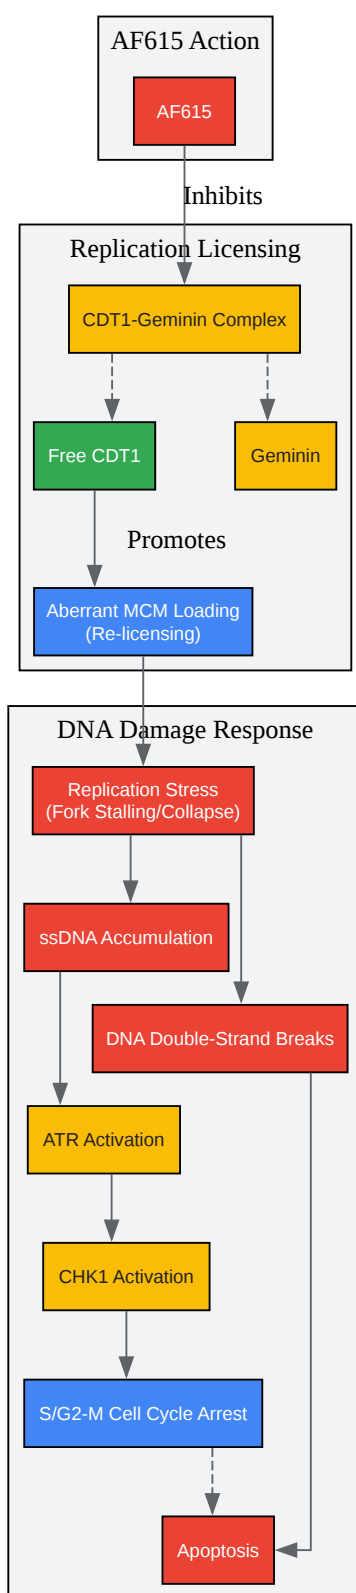 AF615 Action
AF615
Inhibits
Replication Licensing
CDT1-Geminin Complex
Free CDT1
Geminin
Promotes
Aberrant MCM Loading
(Re-licensing)
DNA Damage Response
Replication Stress
(Fork Stalling/Collapse)
ssDNA Accumulation
DNA Double-Strand Breaks
ATR Activation
CHK1 Activation
S/G2-M Cell Cycle Arrest
Apoptosis